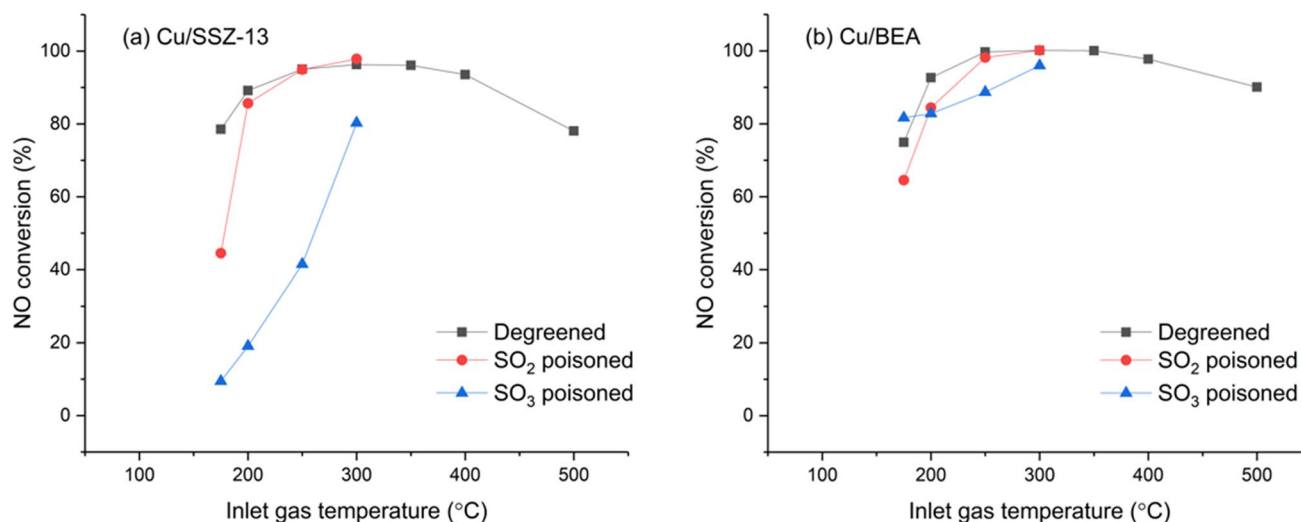 (a) Cu/SSZ-13
NO conversion (%)
100
80
60
40
20
0
Degreened
SO₂ poisoned
SO₃ poisoned
100
200
300
400
500
Inlet gas temperature (°C)
(b) Cu/BEA
NO conversion (%)
100
80
60
40
20
0
Degreened
SO₂ poisoned
SO₃ poisoned
100
200
300
400
500
Inlet gas temperature (°C)